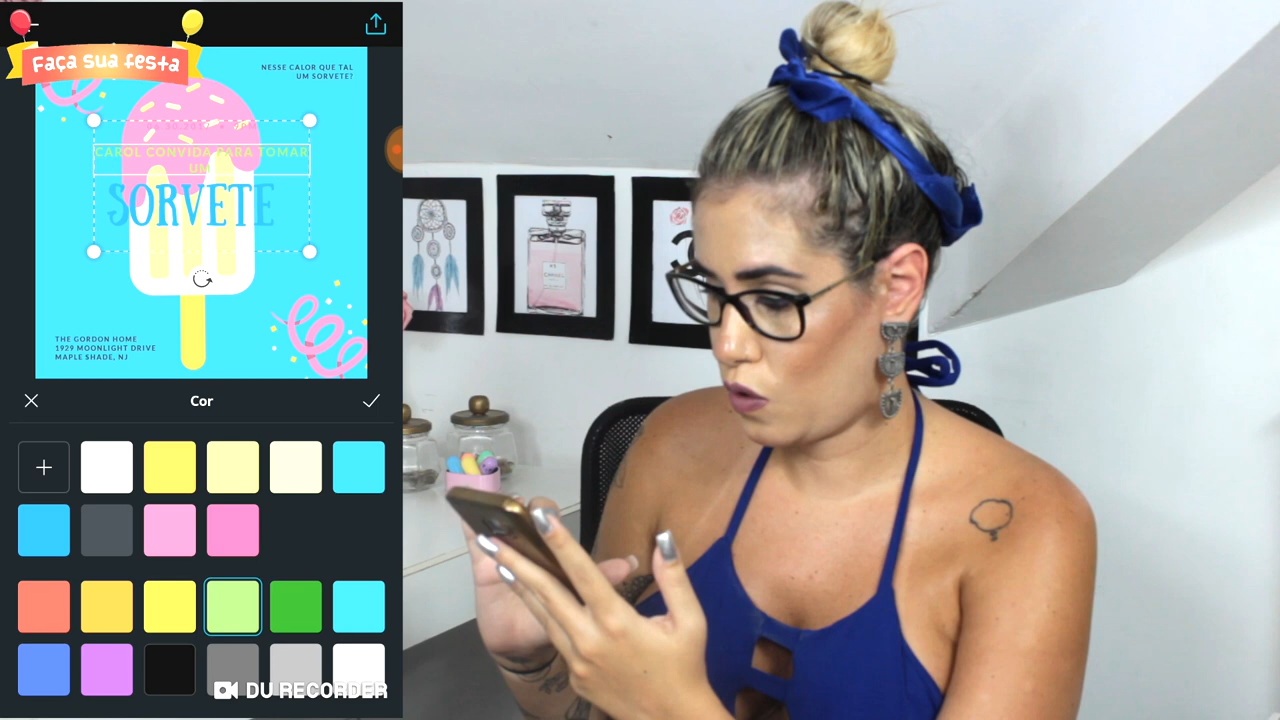 Faça sua festa
NESSE CALOR QUE TAL
UM SORVETE?
CAROL CONVIDA PARA TOMAR
UM
SORVETE
THE GORDON HOME
1929 MOONLIGHT DRIVE
MAPLE SHADE, NJ
Cor
DU RECORDER